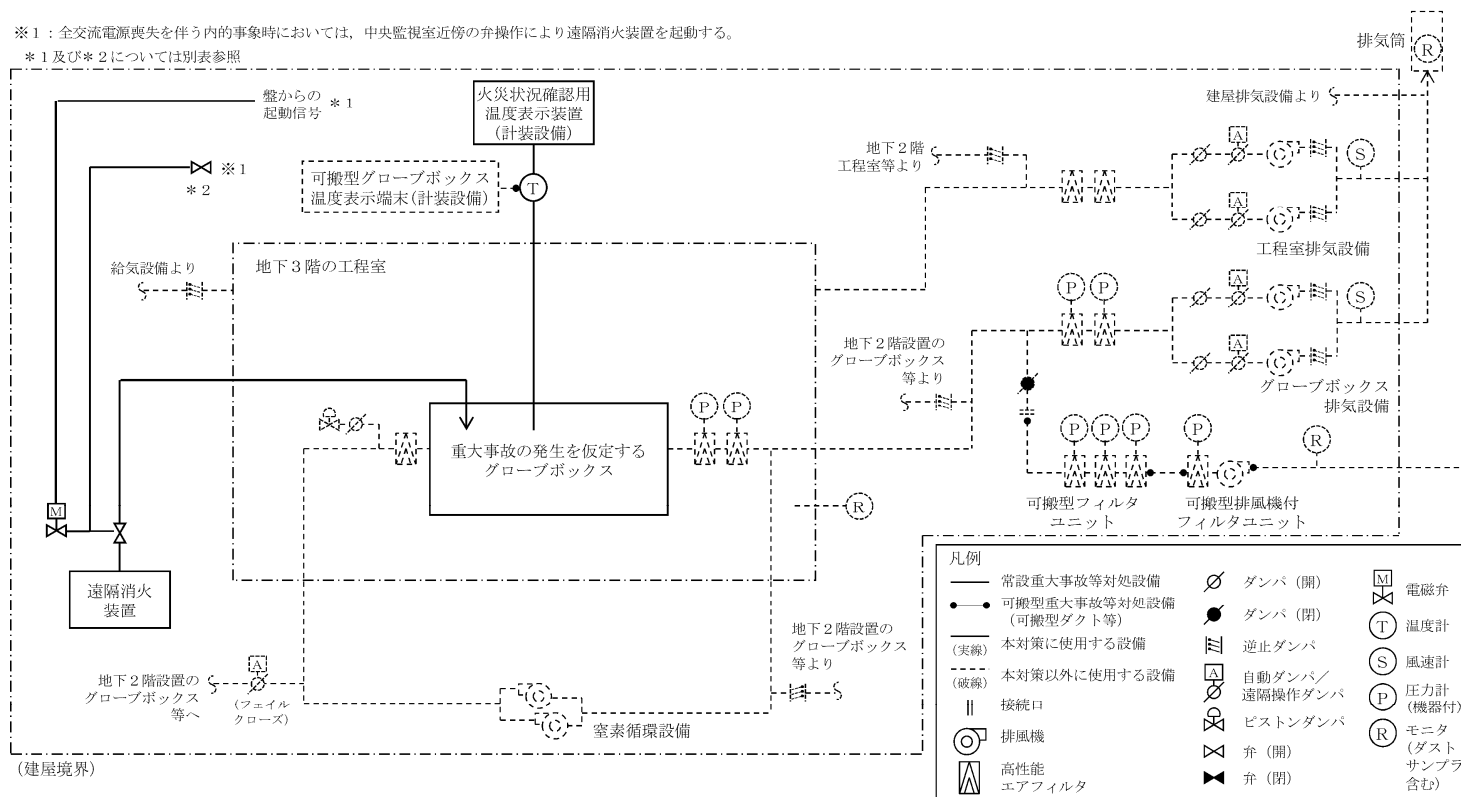 ※1：全交流電源喪失を伴う内的事象時においては，中央監視室近傍の弁操作により遠隔消火装置を起動する。
＊1及び＊2については別表参照
排気筒
R
盤からの
起動信号
＊1
※1
＊2
火災状況確認用
温度表示装置
(計装設備)
可搬型グローブボックス
温度表示端末(計装設備)
T
建屋排気設備より
地下2階
工程室等より
A
S
A
工程室排気設備
給気設備より
地下3階の工程室
P
P
A
S
A
グローブボックス
排気設備
地下2階設置の
グローブボックス
等より
重大事故の発生を仮定する
グローブボックス
P
P
P
P
P
P
R
可搬型フィルタ
ユニット
可搬型排風機付
フィルタユニット
R
M
遠隔消火
装置
地下2階設置の
グローブボックス
等へ
A
(フェイル
クローズ)
窒素循環設備
地下2階設置の
グローブボックス
等より
(建屋境界)
凡例
常設重大事故等対処設備
可搬型重大事故等対処設備
(可搬型ダクト等)
(実線)
本対策に使用する設備
(破線)
本対策以外に使用する設備
接続口
排風機
高性能
エアフィルタ
ダンパ（開）
ダンパ（閉）
逆止ダンパ
A
自動ダンパ／
遠隔操作ダンパ
ピストンダンパ
弁（開）
弁（閉）
M
電磁弁
T
温度計
S
風速計
P
圧力計
(機器付)
R
モニタ
(ダスト
サンプラ
含む)